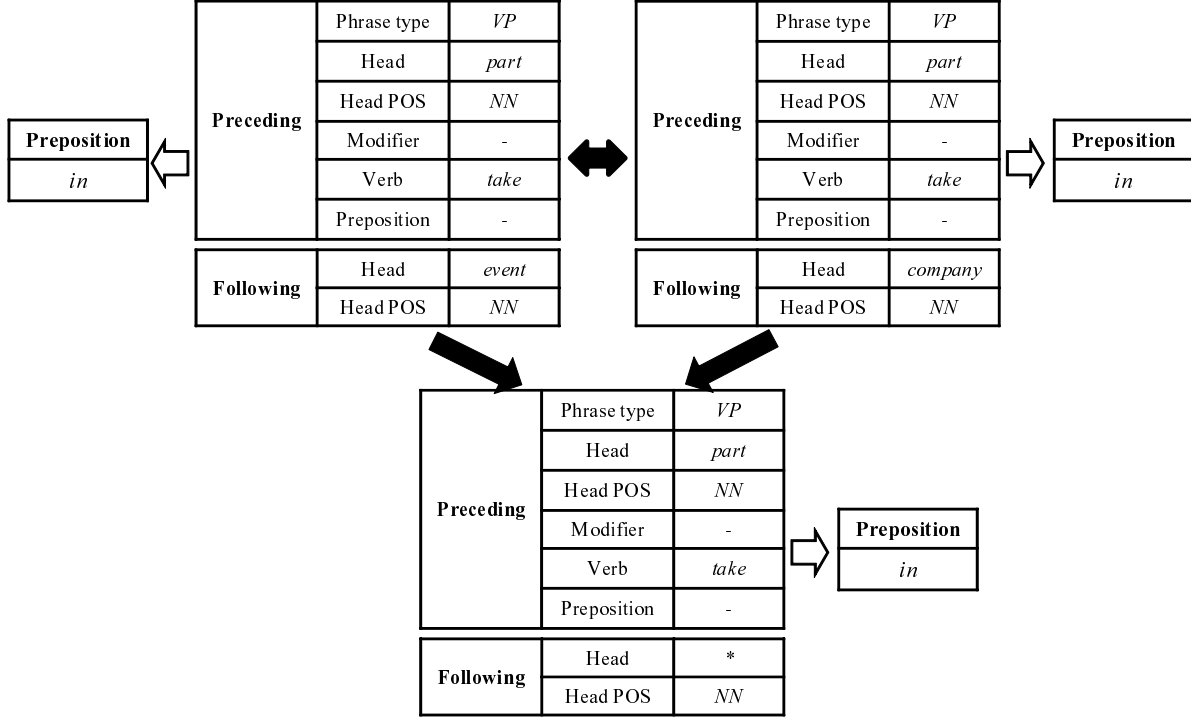 Preposition
in
Preceding
Phrase type VP
Head part
Head POS NN
Modifier -
Verb take
Preposition -
Following
Head event
Head POS NN
Preceding
Phrase type VP
Head part
Head POS NN
Modifier -
Verb take
Preposition -
Following
Head company
Head POS NN
Preposition
in
Preceding
Phrase type VP
Head part
Head POS NN
Modifier -
Verb take
Preposition -
Following
Head *
Head POS NN
Preposition
in